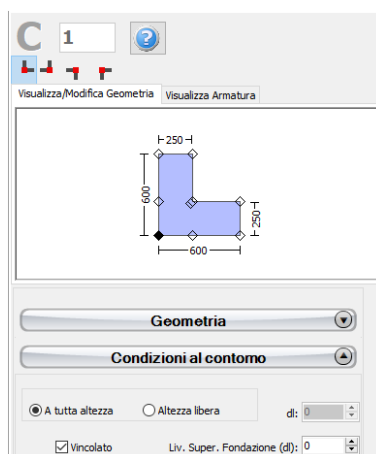 C 1 ?
Visualizza/Modifica Geometria Visualizza Armatura
250
600
250
600
Geometria
Condizioni al contorno
A tutta altezza Altezza libera dl: 0
Vincolato Liv. Super. Fondazione (dl): 0